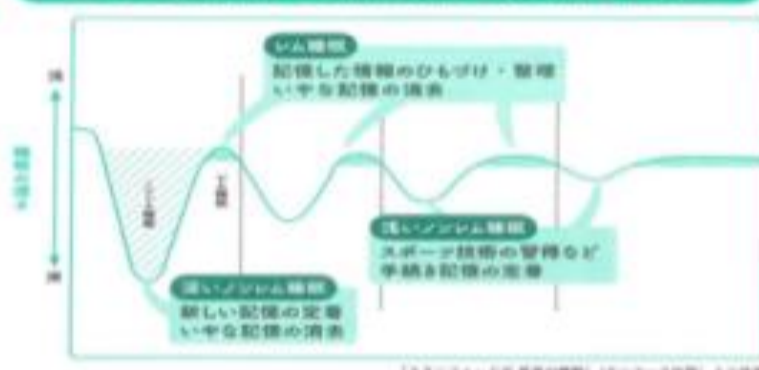 レム睡眠
記憶した情報のひもづけ・整理
いやな記憶の消去
浅
深
レム睡眠
浅いノンレム睡眠
スポーツ技術の習得など
手続き記憶の定着
深いノンレム睡眠
新しい記憶の定着
いやな記憶の消去